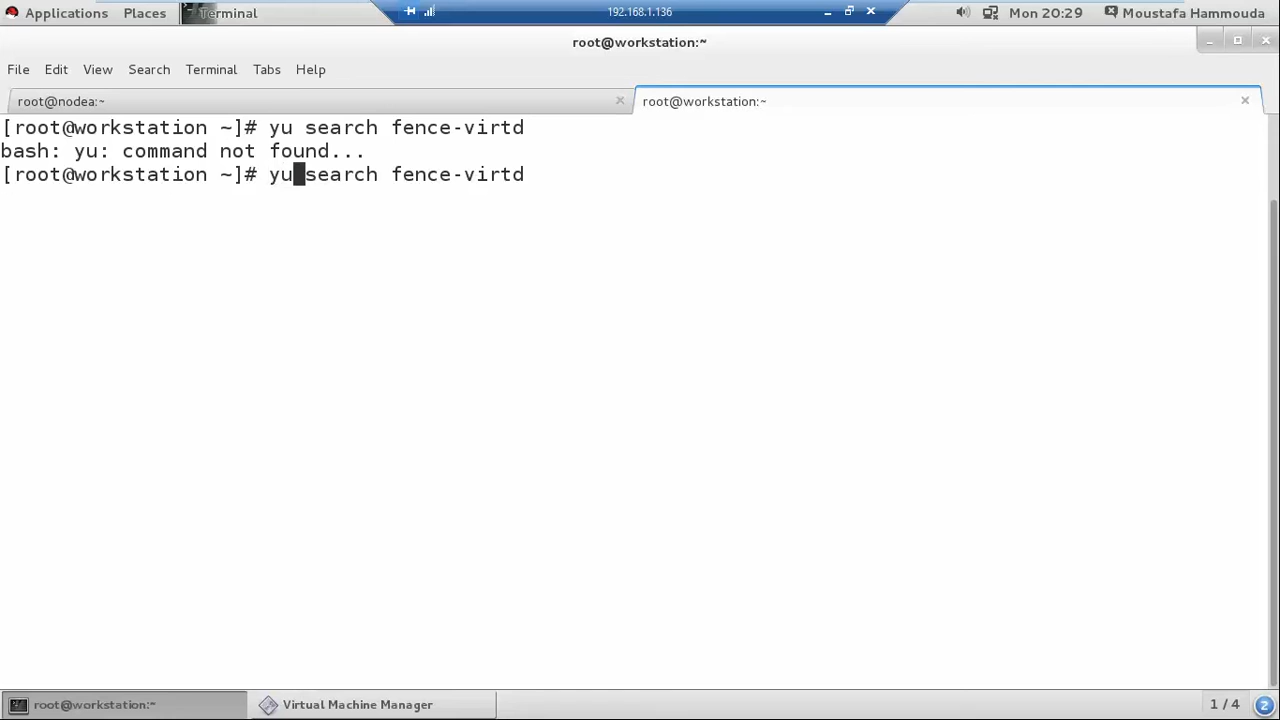 Applications Places Terminal 192.168.1.136 Mon 20:29 Moustafa Hammouda
root@workstation:~
File Edit View Search Terminal Tabs Help
root@nodea:~ root@workstation:~
[root@workstation ~]# yu search fence-virtd
bash: yu: command not found...
[root@workstation ~]# yu search fence-virtd
root@workstation:~ Virtual Machine Manager 1 / 4 2